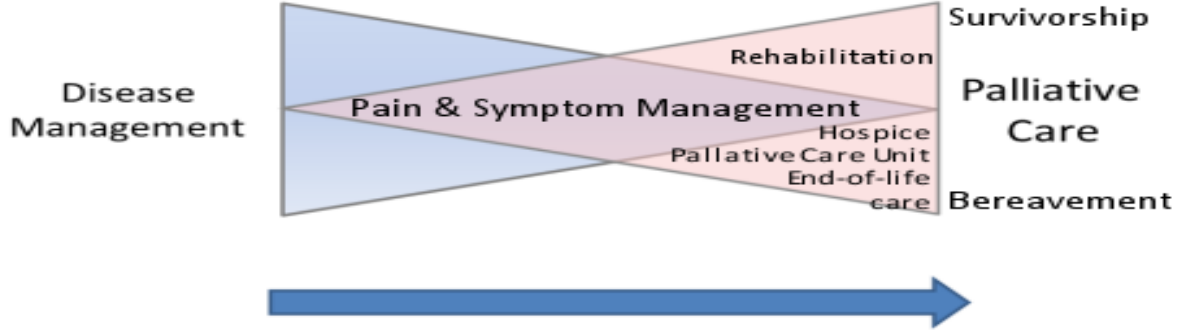 Disease
Management
Pain & Symptom Management
Rehabilitation
Hospice
Pallative Care Unit
End-of-life
care
Survivorship
Palliative
Care
Bereavement